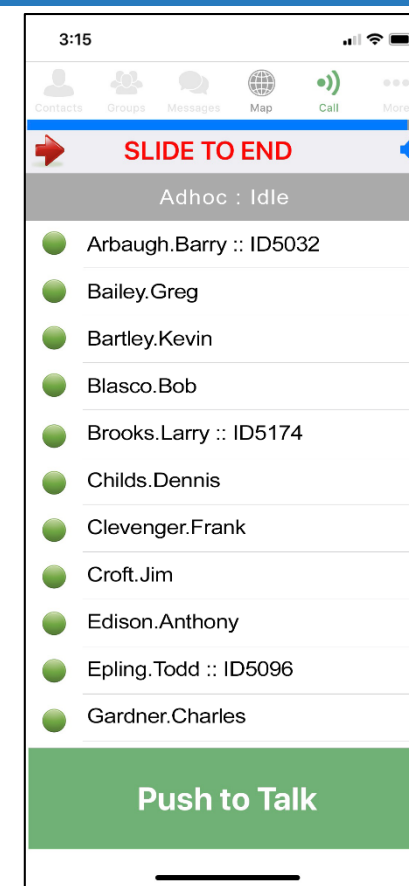 3:15
Contacts Groups Messages Map Call More
SLIDE TO END
Adhoc : Idle
Arbaugh.Barry :: ID5032
Bailey.Greg
Bartley.Kevin
Blasco.Bob
Brooks.Larry :: ID5174
Childs.Dennis
Clevenger.Frank
Croft.Jim
Edison.Anthony
Epling.Todd :: ID5096
Gardner.Charles
Push to Talk